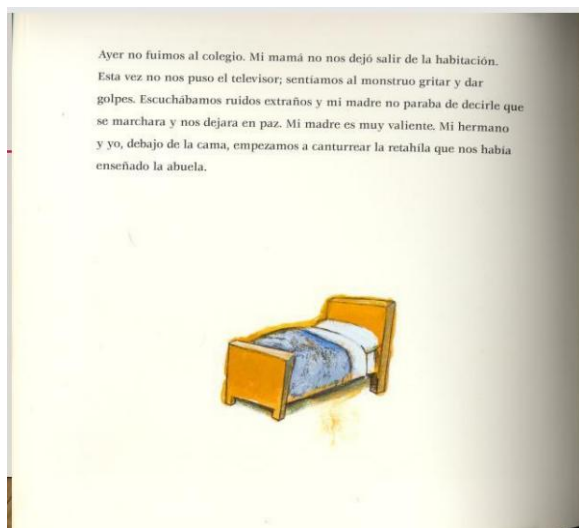 Ayer no fuimos al colegio. Mi mamá no nos dejó salir de la habitación.
Esta vez no nos puso el televisor; sentíamos al monstruo gritar y dar
golpes. Escuchábamos ruidos extraños y mi madre no paraba de decirle que
se marchara y nos dejara en paz. Mi madre es muy valiente. Mi hermano
y yo, debajo de la cama, empezamos a canturrear la retahíla que nos había
enseñado la abuela.